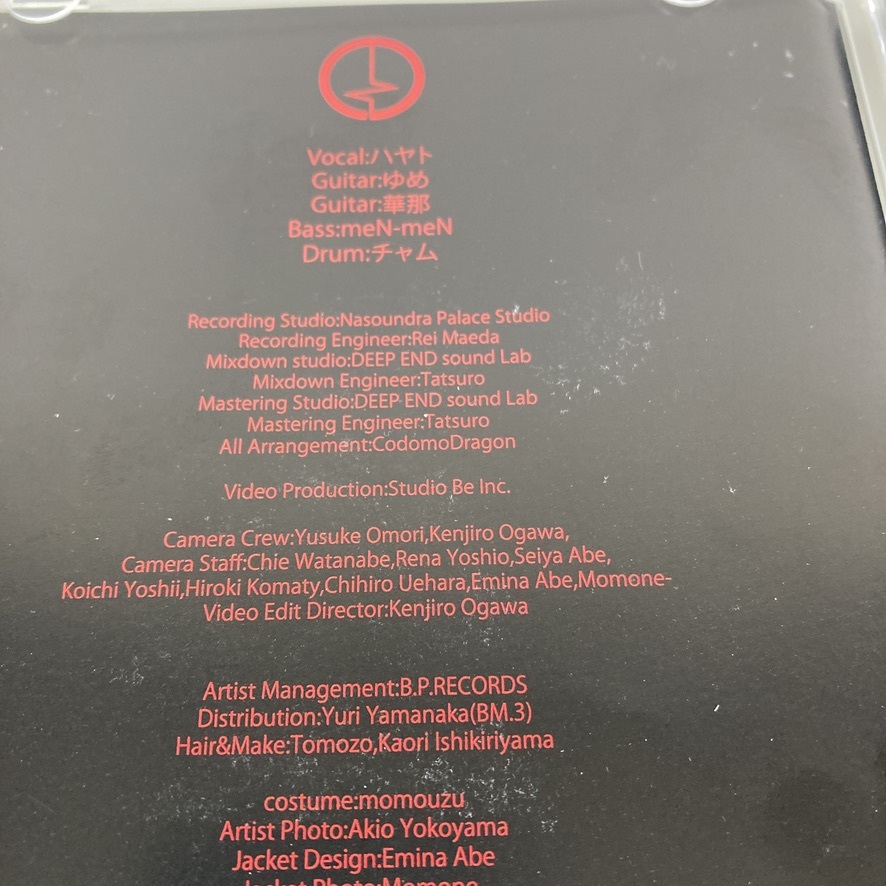 Vocal:ハヤト
Guitar:ゆめ
Guitar:華那
Bass:meN-meN
Drum:チャム
Recording Studio:Nasoundra Palace Studio
Recording Engineer:Rei Maeda
Mixdown studio:DEEP END sound Lab
Mixdown Engineer:Tatsuro
Mastering Studio:DEEP END sound Lab
Mastering Engineer:Tatsuro
All Arrangement:CodomoDragon
Video Production:Studio Be Inc.
Camera Crew:Yusuke Omori,Kenjiro Ogawa,
Camera Staff:Chie Watanabe,Rena Yoshio,Seiya Abe,
Koichi Yoshii,Hiroki Komaty,Chihiro Uehara,Emina Abe,Momone-
Video Edit Director:Kenjiro Ogawa
Artist Management:B.P.RECORDS
Distribution:Yuri Yamanaka(BM.3)
Hair&Make:Tomozo,Kaori Ishikiriyama
costume:momouzu
Artist Photo:Akio Yokoyama
Jacket Design:Emina Abe
Jacket Photo:Momone